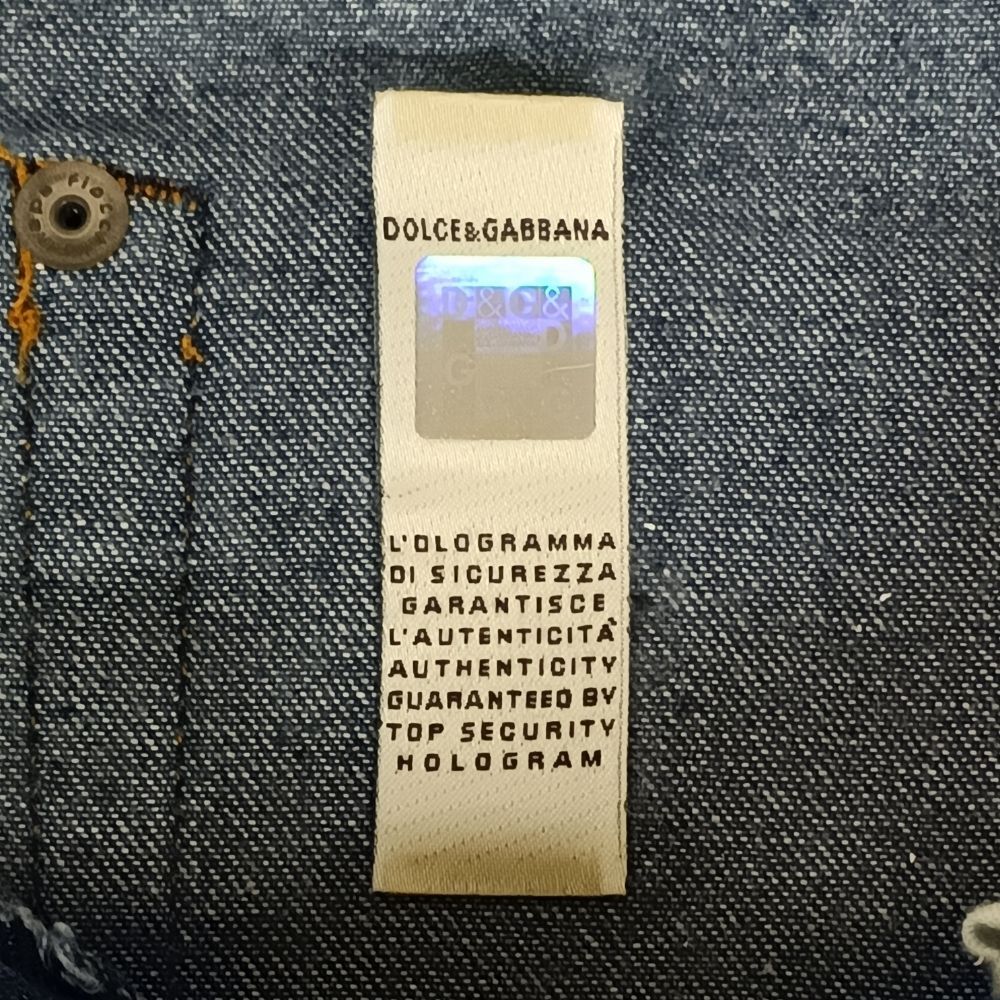 DOLCE&GABBANA
D&G&
D
G
L'OLOGRAMMA
DI SICUREZZA
GARANTISCE
L'AUTENTICITÀ
AUTHENTICITY
GUARANTEED BY
TOP SECURITY
HOLOGRAM